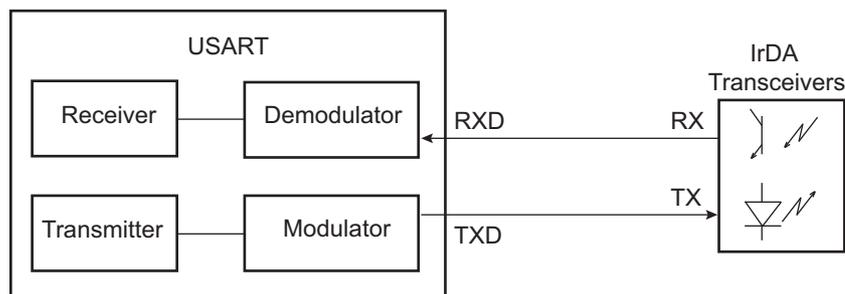 USART
IrDA
Transceivers
Receiver
Demodulator
RXD
RX
Transmitter
Modulator
TX
TXD